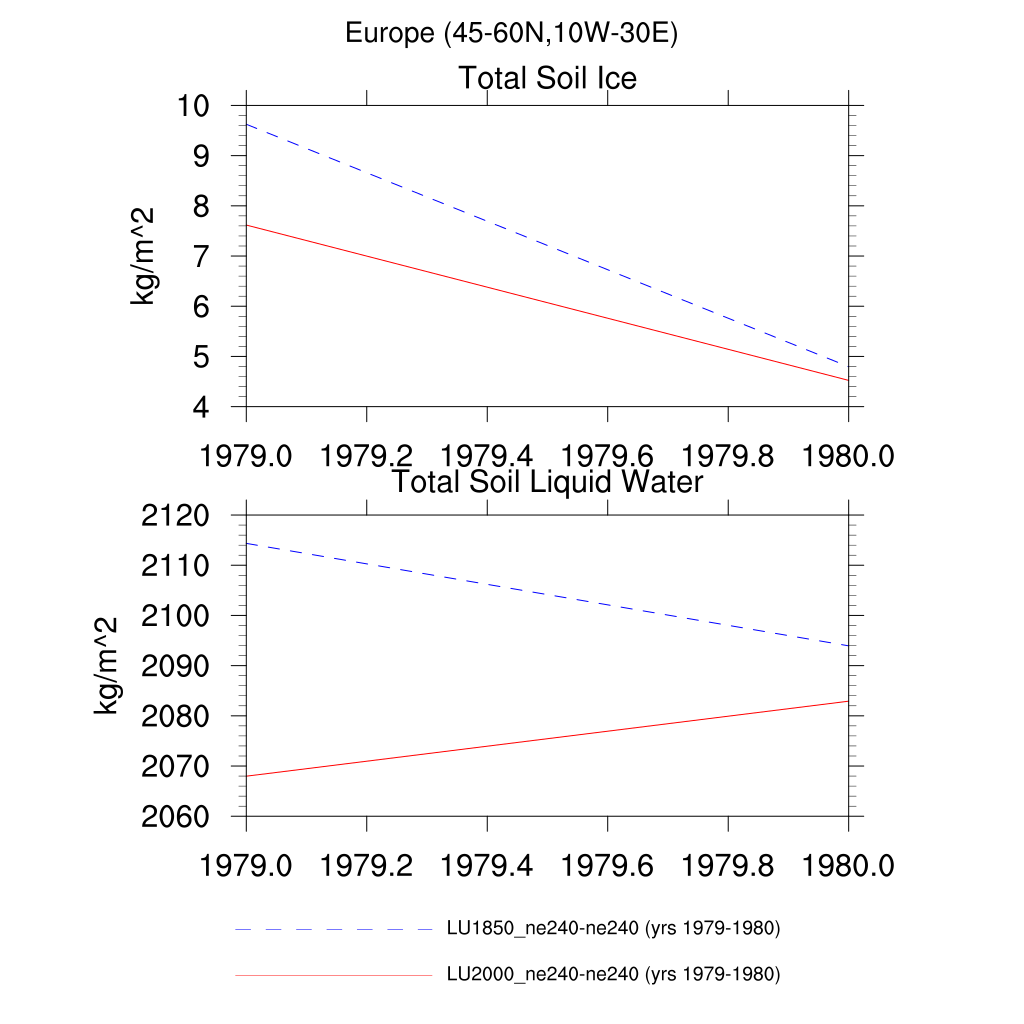 Europe (45-60N,10W-30E)
Total Soil Ice
10
9
8
7
6
5
4
kg/m^2
1979.0 1979.2 1979.4 1979.6 1979.8 1980.0
Total Soil Liquid Water
2120
2110
2100
2090
2080
2070
2060
kg/m^2
1979.0 1979.2 1979.4 1979.6 1979.8 1980.0
LU1850_ne240-ne240 (yrs 1979-1980)
LU2000_ne240-ne240 (yrs 1979-1980)